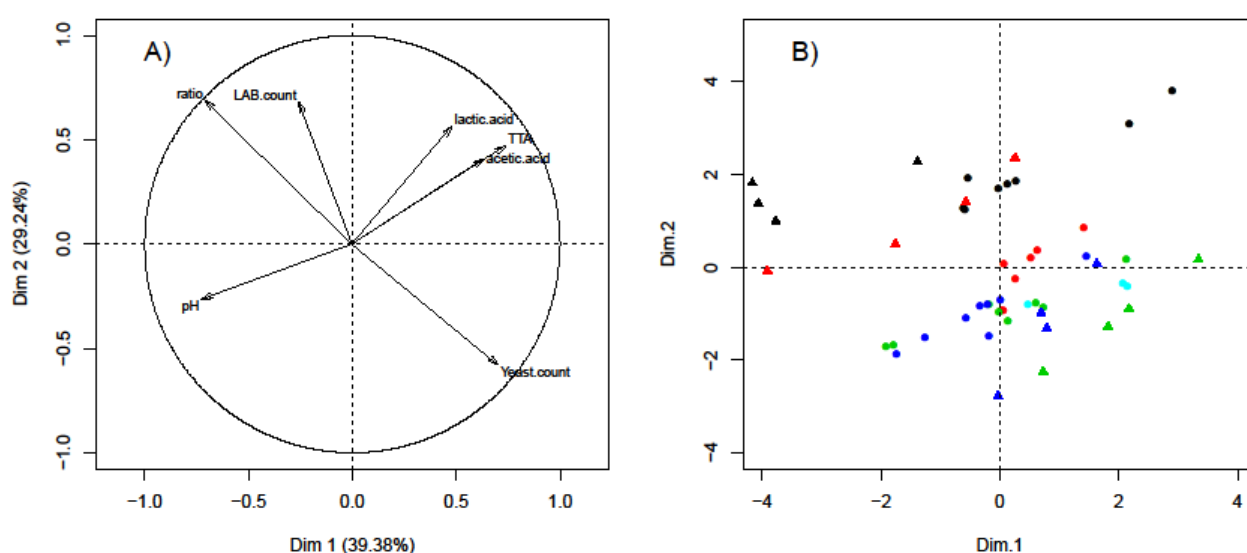 A)
ratio
LAB.count
lactic.acid
TTA
acetic.acid
pH
Yeast.count
1.0
0.5
0.0
−0.5
−1.0
Dim 2 (29.24%)
−1.0 −0.5 0.0 0.5 1.0
Dim 1 (39.38%)
B)
4
2
0
−2
−4
Dim.2
−4 −2 0 2 4
Dim.1